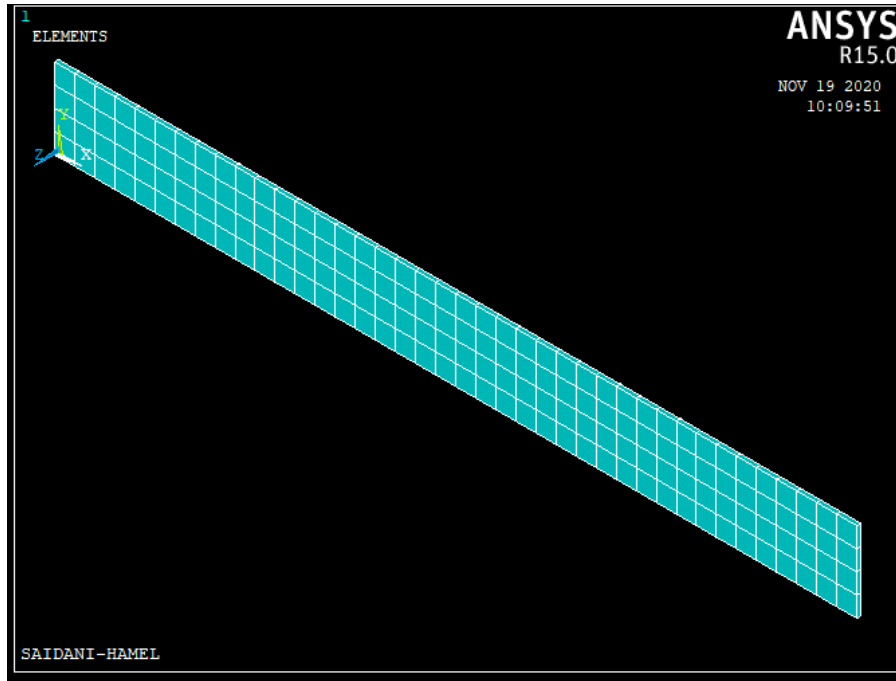 1
ELEMENTS
ANSYS
R15.0
NOV 19 2020
10:09:51
Y
Z
X
SAIDANI-HAMEL